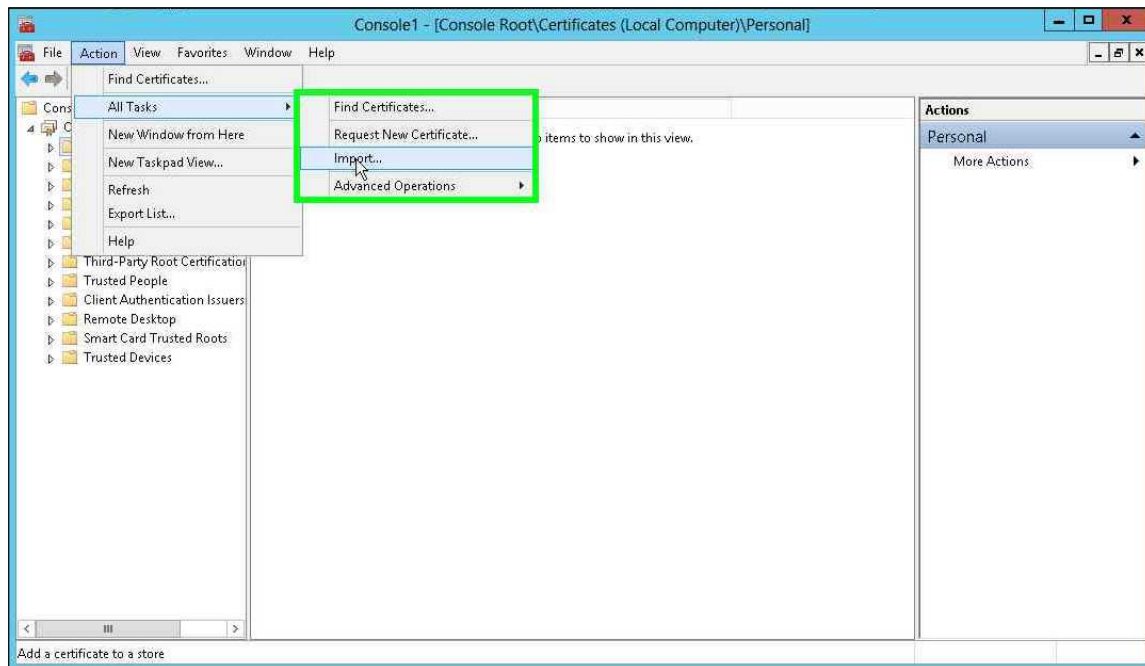 Console1 - [Console Root\Certificates (Local Computer)\Personal]
File Action View Favorites Window Help
Find Certificates...
All Tasks
New Window from Here
New Taskpad View...
Refresh
Export List...
Help
Find Certificates...
Request New Certificate...
Import...
Advanced Operations
Cons
C
items to show in this view.
Third-Party Root Certification
Trusted People
Client Authentication Issuers
Remote Desktop
Smart Card Trusted Roots
Trusted Devices
Actions
Personal
More Actions
Add a certificate to a store